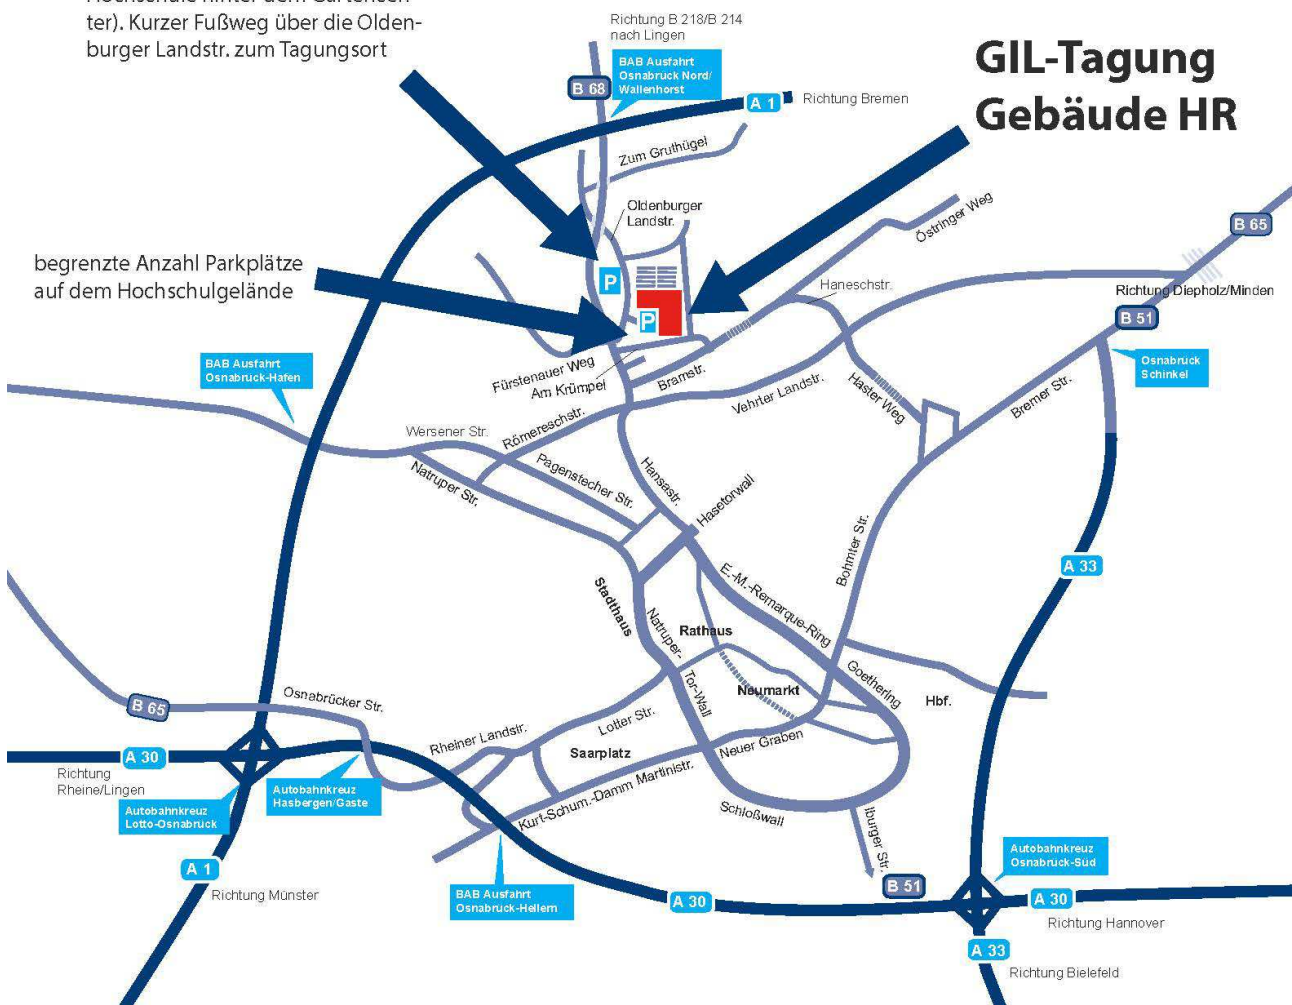 ter). Kurzer Fußweg über die Olden-
burger Landstr. zum Tagungsort
Richtung B 218/B 214
nach Lingen
GIL-Tagung
Gebäude HR
BAB Ausfahrt
Osnabrück Nord/
Wallenhorst
B 68
A 1
Richtung Bremen
Zum Gruthügel
Oldenburger
Landstr.
Östringer Weg
B 65
begrenzte Anzahl Parkplätze
auf dem Hochschulgelände
P
P
Haneschstr.
Richtung Diepholz/Minden
B 51
BAB Ausfahrt
Osnabrück-Hafen
Fürstenauer Weg
Am Krümpel
Bramstr.
Vehrter Landstr.
Haster Weg
Bremer Str.
Osnabrück
Schinkel
Wersener Str.
Römereschstr.
Natruper Str.
Pagenstecher Str.
Hansastr.
Hasetorwall
Bohmter Str.
A 33
Stadthaus
E.-M.-Remarque-Ring
Natruper-
Tor-Wall
Rathaus
Neumarkt
Goethering
Hbf.
B 65
Osnabrücker Str.
Rheiner Landstr.
Lotter Str.
Saarplatz
Neuer Graben
A 30
Richtung
Rheine/Lingen
Autobahnkreuz
Hasbergen/Gaste
Autobahnkreuz
Lotto-Osnabrück
Kurt-Schum.-Damm
Martinistr.
Schloßwall
Iburger Str.
A 1
Richtung Münster
BAB Ausfahrt
Osnabrück-Hellern
A 30
B 51
Autobahnkreuz
Osnabrück-Süd
A 30
Richtung Hannover
A 33
Richtung Bielefeld